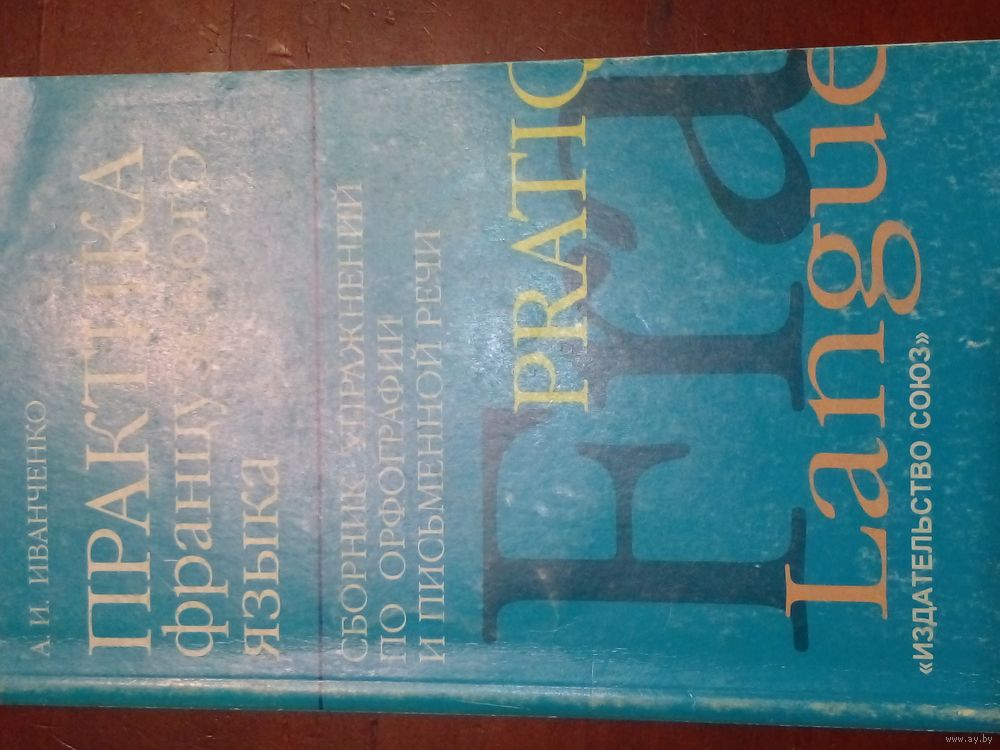 А. И. ИВАНЧЕНКО
ПРАКТИКА
французского
языка
СБОРНИК УПРАЖНЕНИЙ
ПО ОРФОГРАФИИ
И ПИСЬМЕННОЙ РЕЧИ
PRATIQ
Fra
Langue
«ИЗДАТЕЛЬСТВО СОЮЗ»
www.ay.by